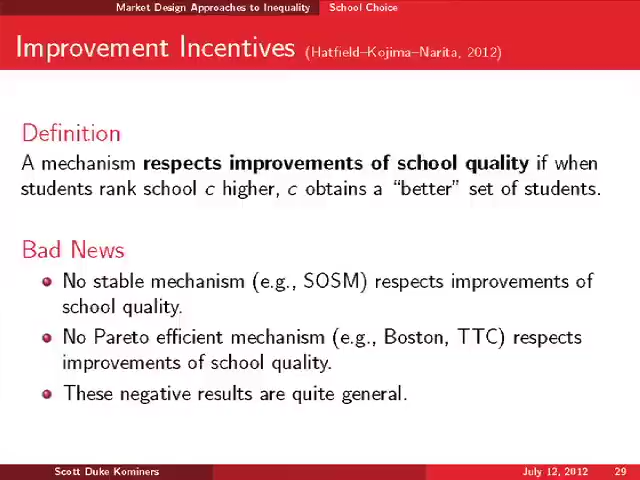 Market Design Approaches to Inequality School Choice
Improvement Incentives (Hatfield–Kojima–Narita, 2012)
Definition
A mechanism respects improvements of school quality if when
students rank school c higher, c obtains a “better” set of students.
Bad News
No stable mechanism (e.g., SOSM) respects improvements of
school quality.
No Pareto efficient mechanism (e.g., Boston, TTC) respects
improvements of school quality.
These negative results are quite general.
Scott Duke Kominers July 12, 2012 29